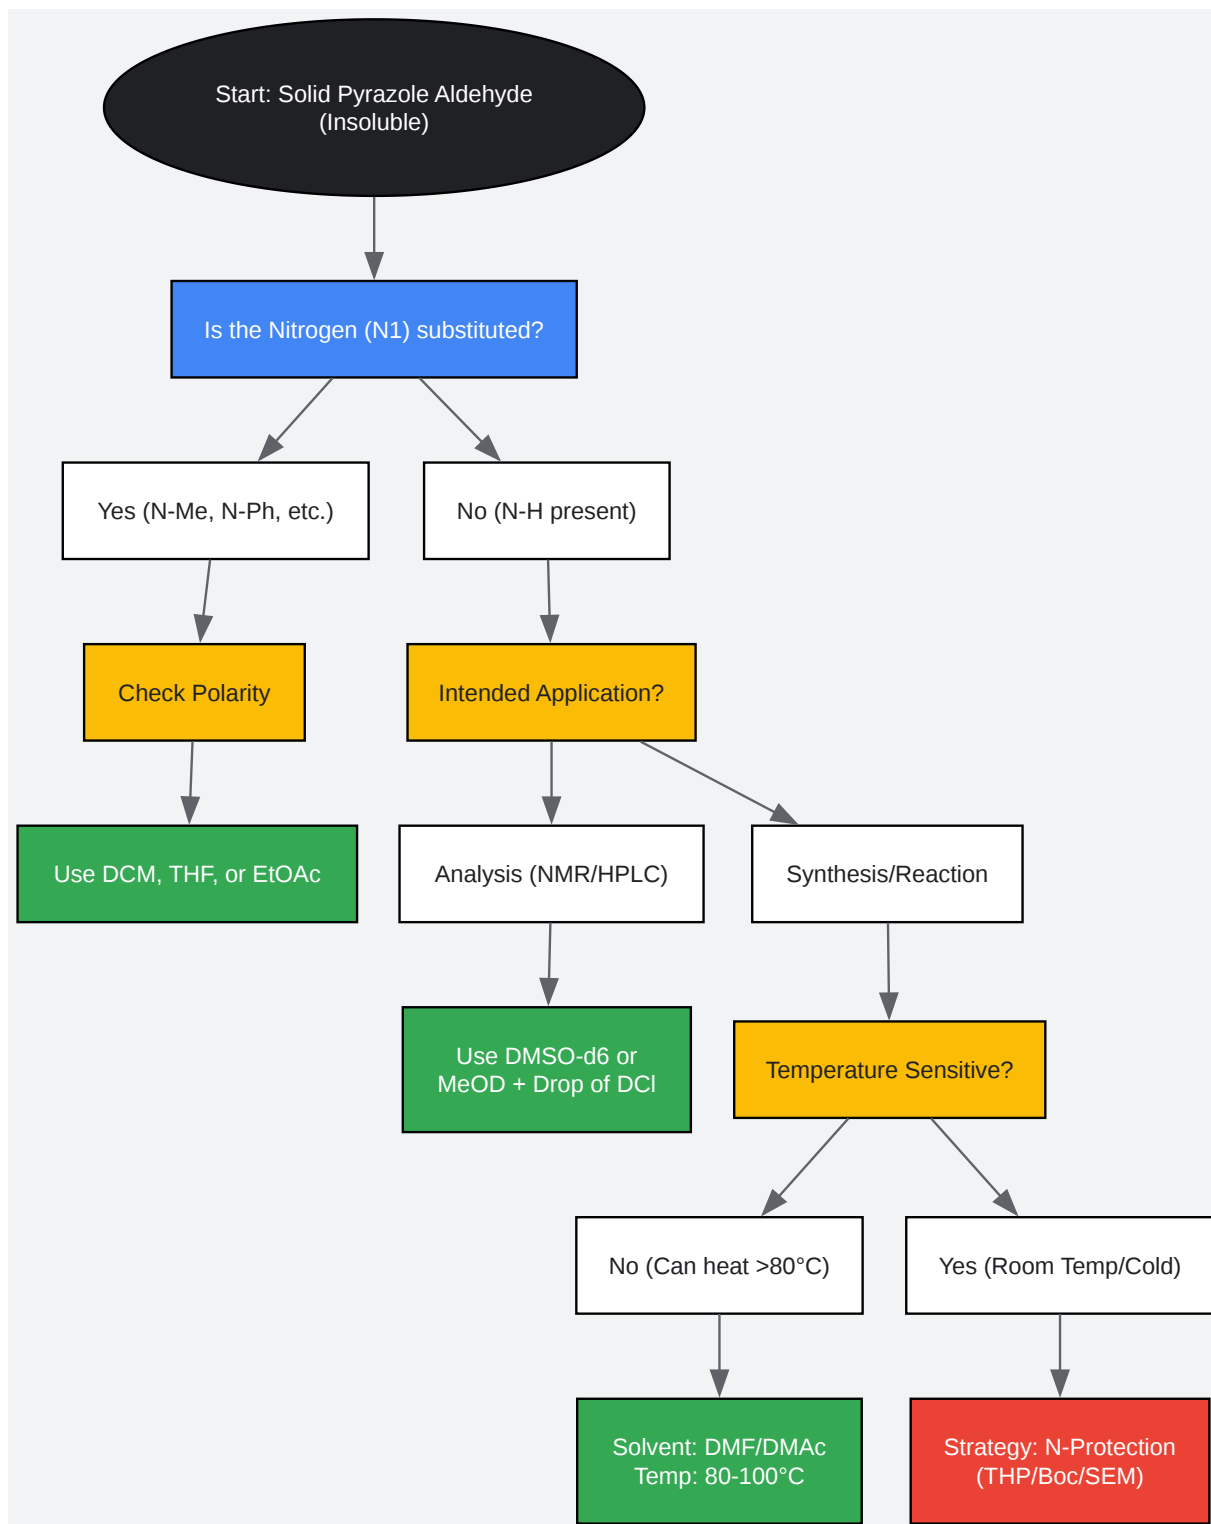 Start: Solid Pyrazole Aldehyde
(Insoluble)
Is the Nitrogen (N1) substituted?
Yes (N-Me, N-Ph, etc.)
No (N-H present)
Check Polarity
Intended Application?
Use DCM, THF, or EtOAc
Analysis (NMR/HPLC)
Synthesis/Reaction
Use DMSO-d6 or
MeOD + Drop of DCl
Temperature Sensitive?
No (Can heat >80°C)
Yes (Room Temp/Cold)
Solvent: DMF/DMAc
Temp: 80-100°C
Strategy: N-Protection
(THP/Boc/SEM)